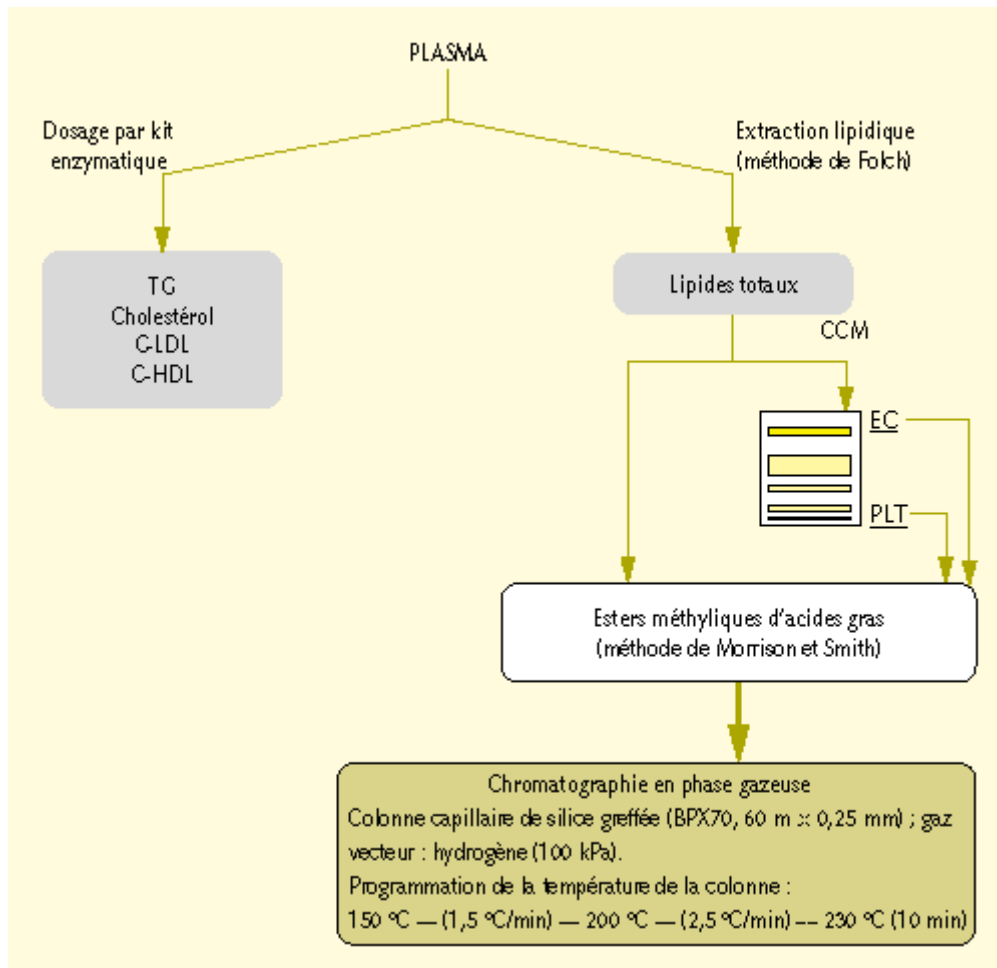 PLASMA
Dosage par kit
enzymatique
Extraction lipidique
(méthode de Folch)
TG
Cholestérol
C-LDL
C-HDL
Lipides totaux
CCM
EC
PLT
Esters méthyliques d'acides gras
(méthode de Morrison et Smith)
Chromatographie en phase gazeuse
Colonne capillaire de silice greffée (BPX70, 60 m x 0,25 mm) ; gaz
vecteur : hydrogène (100 kPa).
Programmation de la température de la colonne :
150 °C — (1,5 °C/min) — 200 °C — (2,5 °C/min) –– 230 °C (10 min)